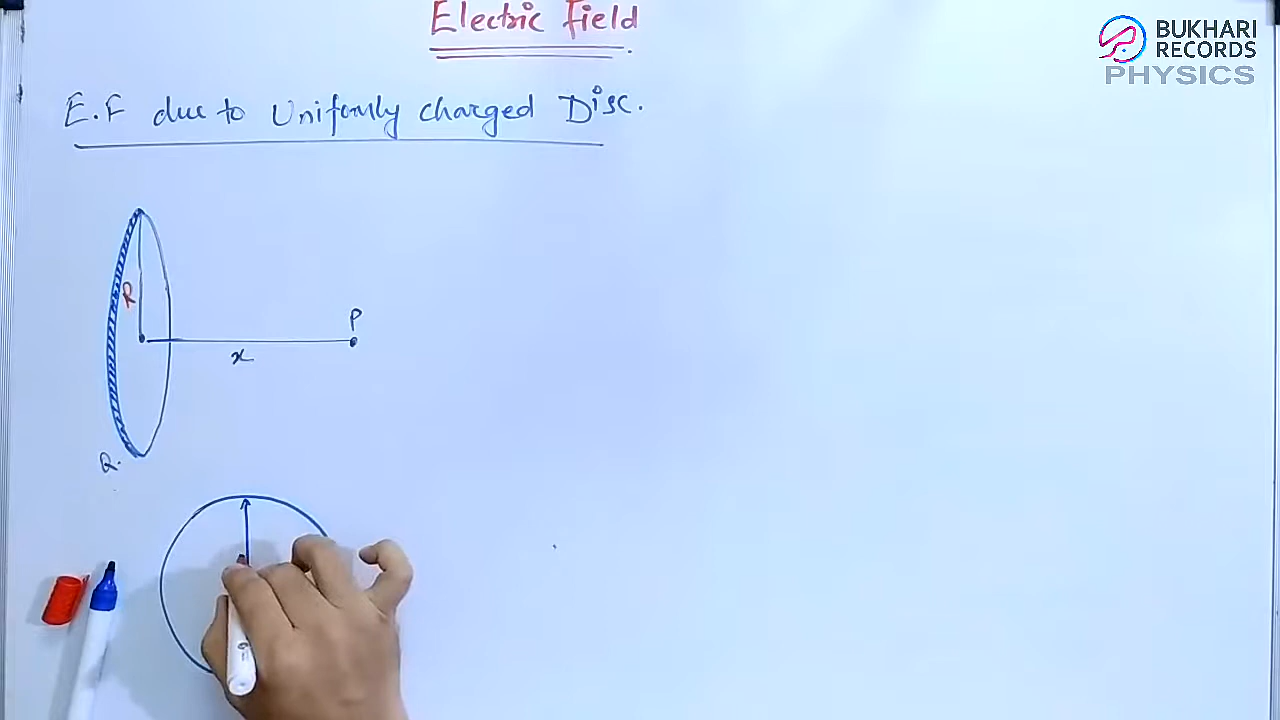 Electric Field
BUKHARI
RECORDS
PHYSICS
E.F due to Uniformly charged Disc.
R
P
x
Q.